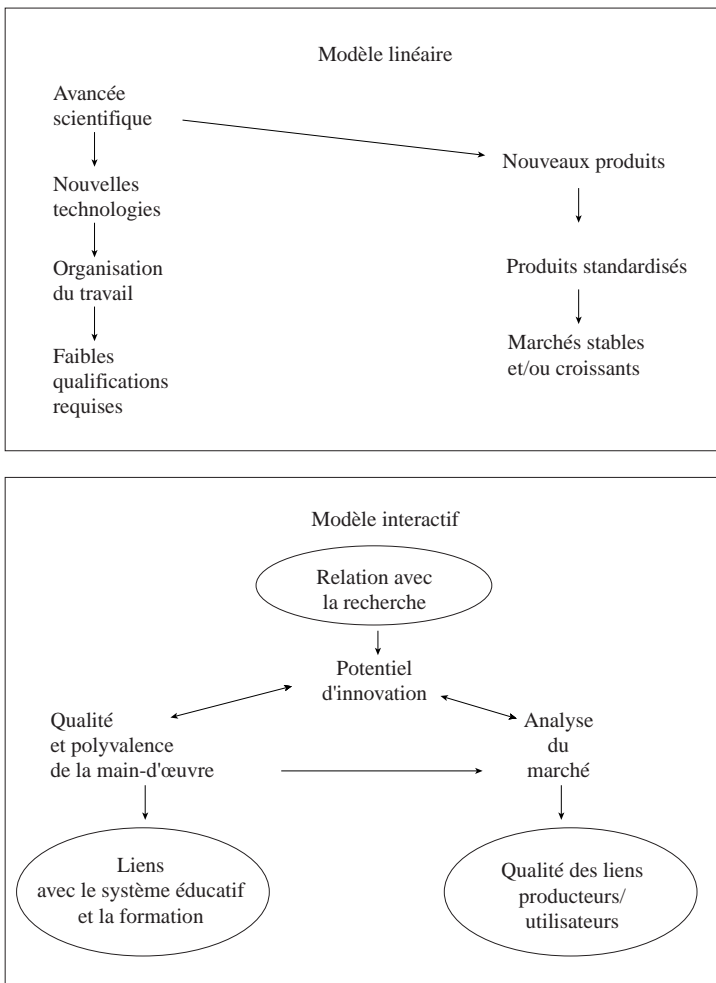 Modèle linéaire
Avancée
scientifique
Nouveaux produits
Nouvelles
technologies
Organisation
du travail
Produits standardisés
Faibles
qualifications
requises
Marchés stables
et/ou croissants
Modèle interactif
Relation avec
la recherche
Potentiel
d'innovation
Qualité
et polyvalence
de la main-d'œuvre
Analyse
du
marché
Liens
avec le système éducatif
et la formation
Qualité des liens
producteurs/
utilisateurs